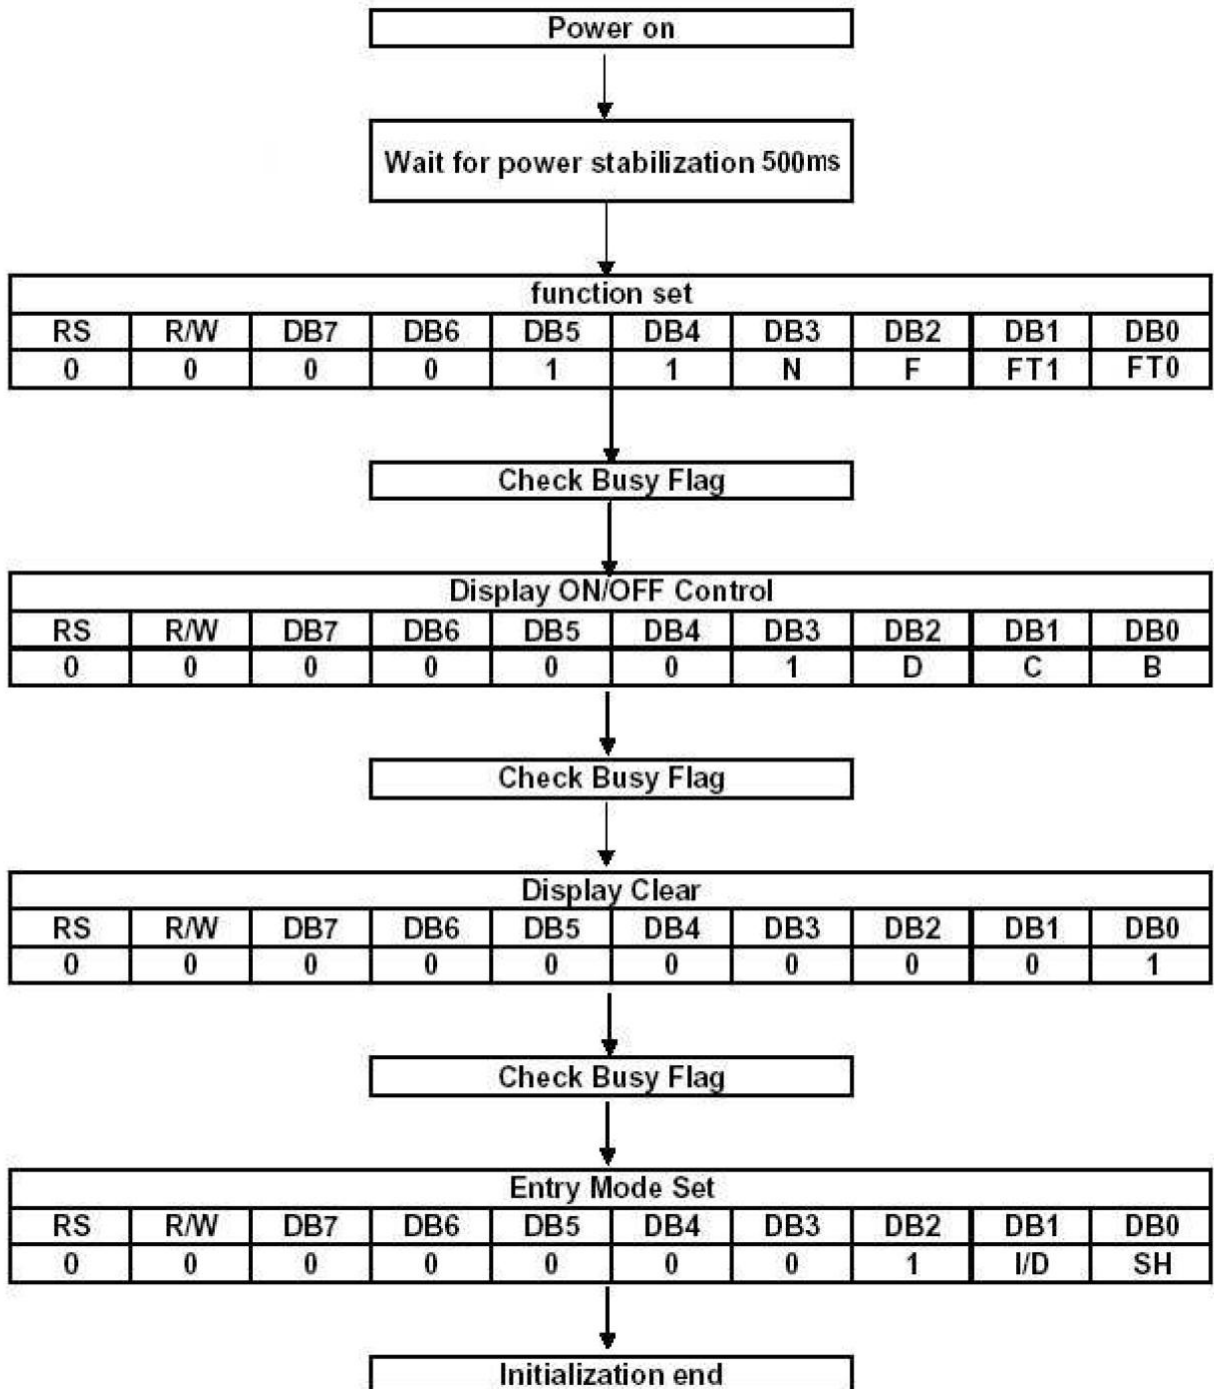 Power on
Wait for power stabilization 500ms
function set
RS R/W DB7 DB6 DB5 DB4 DB3 DB2 DB1 DB0
0 0 0 0 1 1 N F FT1 FT0
Check Busy Flag
Display ON/OFF Control
RS R/W DB7 DB6 DB5 DB4 DB3 DB2 DB1 DB0
0 0 0 0 0 0 1 D C B
Check Busy Flag
Display Clear
RS R/W DB7 DB6 DB5 DB4 DB3 DB2 DB1 DB0
0 0 0 0 0 0 0 0 0 1
Check Busy Flag
Entry Mode Set
RS R/W DB7 DB6 DB5 DB4 DB3 DB2 DB1 DB0
0 0 0 0 0 0 0 1 I/D SH
Initialization end